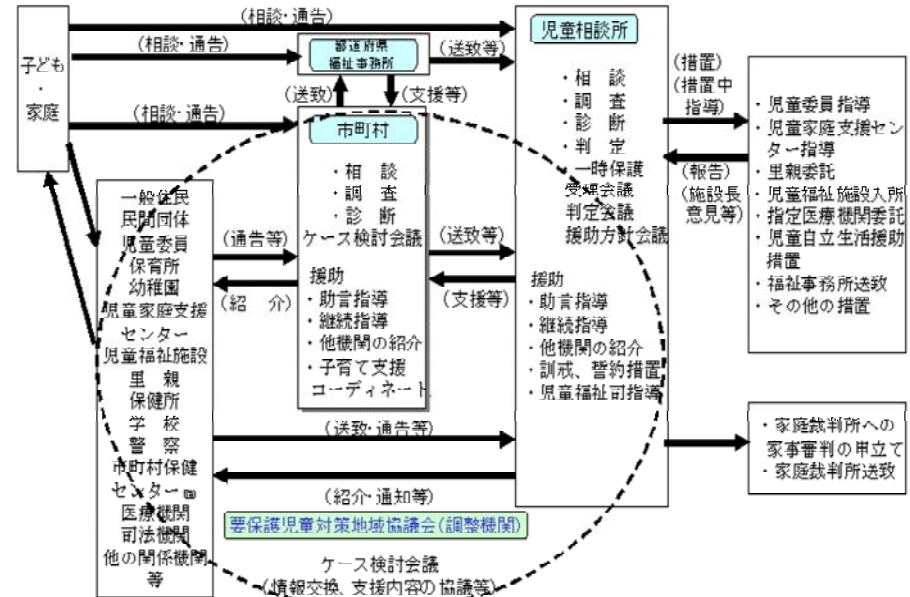 (相談・通告)
(相談・通告)
(相談・通告)
子ども
・
家庭
都道府県
福祉事務所
(送致等)
(送致)
(支援等)
市町村
・相　談
・調　査
・診　断
ケース検討会議
援助
・助言指導
・継続指導
・他機関の紹介
・子育て支援
コーディネート
児童相談所
・相　談
・調　査
・診　断
・判　定
一時保護
受理会議
判定会議
援助方針会議
援助
・助言指導
・継続指導
・他機関の紹介
・訓戒、誓約措置
・児童福祉司指導
(措置)
(措置中
指導)
(報告)
(施設長
意見等)
・児童委員指導
・児童家庭支援セン
ター指導
・里親委託
・児童福祉施設入所
・指定医療機関委託
・児童自立生活援助
措置
・福祉事務所送致
・その他の措置
・家庭裁判所への
家事審判の申立て
・家庭裁判所送致
一般住民
民間団体
児童委員
保育所
幼稚園
児童家庭支援
センター
児童福祉施設
里　親
保健所
学　校
警　察
市町村保健
センター
医療機関
司法機関
他の関係機関
等
(通告等)
(紹　介)
(送致等)
(支援等)
(送致・通告等)
(紹介・通知等)
要保護児童対策地域協議会(調整機関)
ケース検討会議
(情報交換、支援内容の協議等)